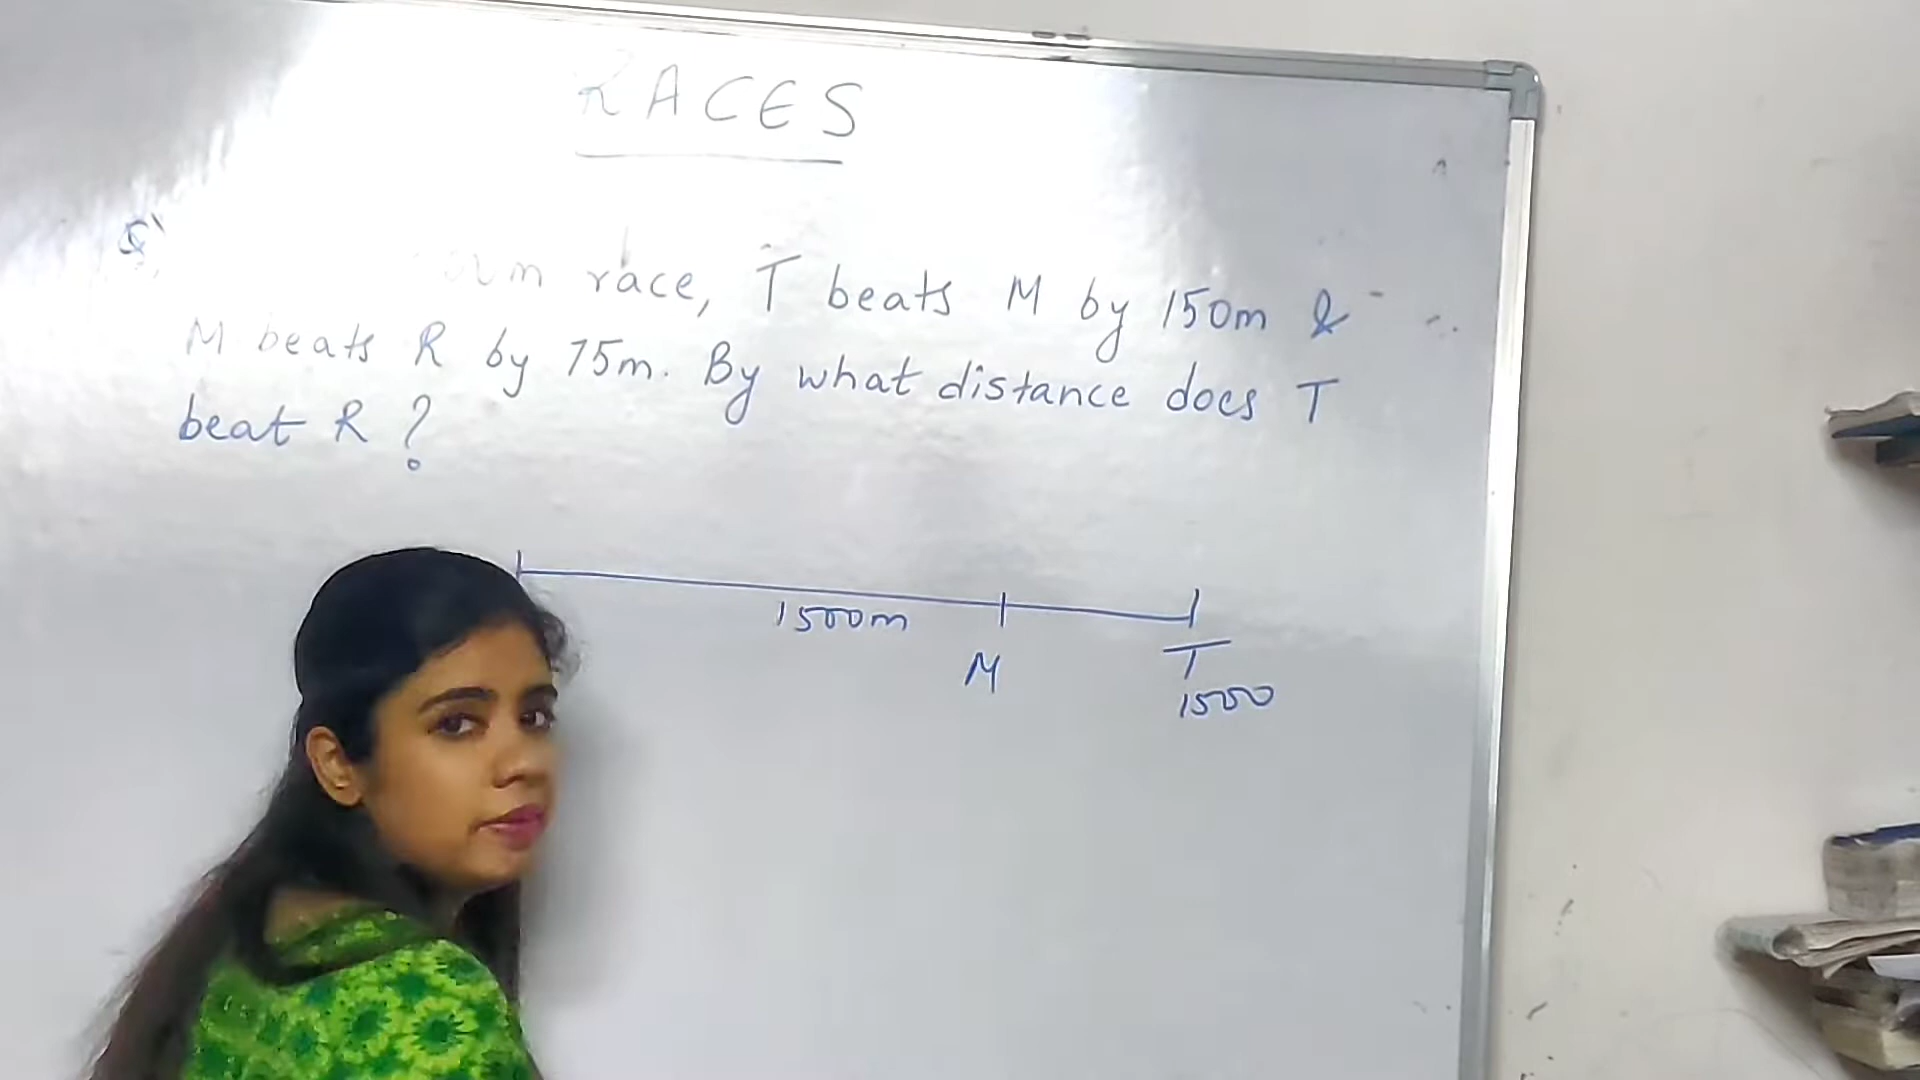 RACES
Q)
race, T beats M by 150m &
M beats R by 75m. By what distance does T
beat R ?
1500m
M
T
1500